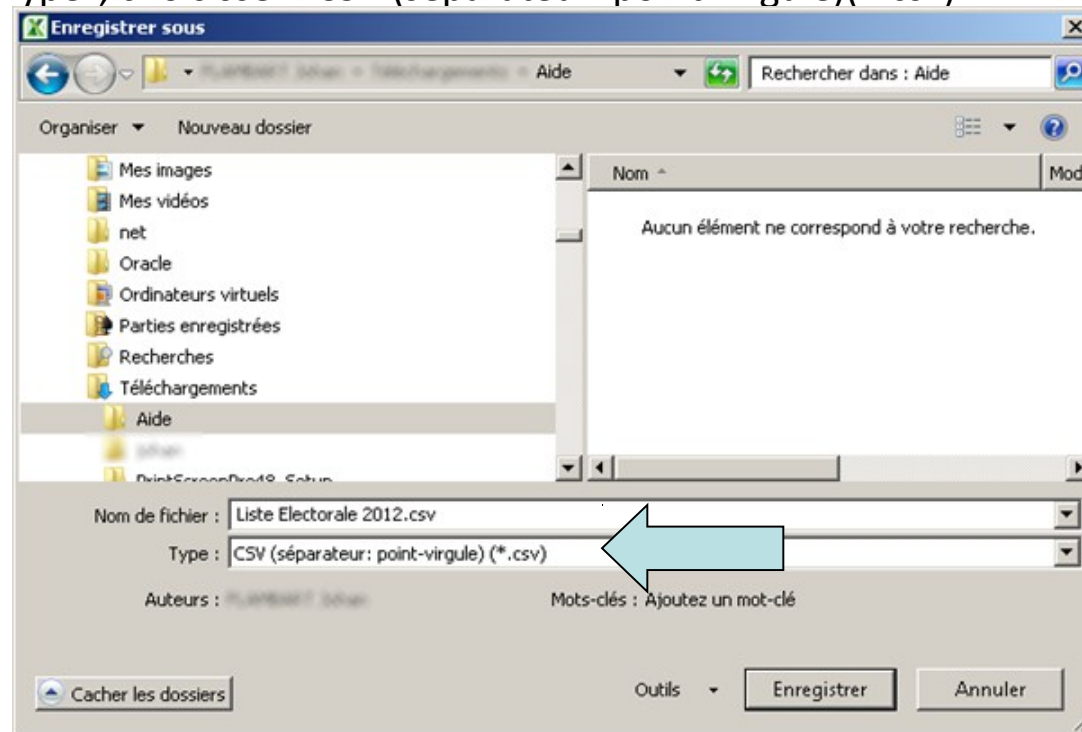 Enregistrer sous
Aide
Rechercher dans : Aide
Organiser
Nouveau dossier
Mes images
Mes vidéos
net
Oracle
Ordinateurs virtuels
Parties enregistrées
Recherches
Téléchargements
Aide
Nom
Mod
Aucun élément ne correspond à votre recherche.
Nom de fichier : Liste Electorale 2012.csv
Type : CSV (séparateur: point-virgule) (*.csv)
Auteurs :
Mots-clés : Ajoutez un mot-clé
Cacher les dossiers
Outils
Enregistrer
Annuler